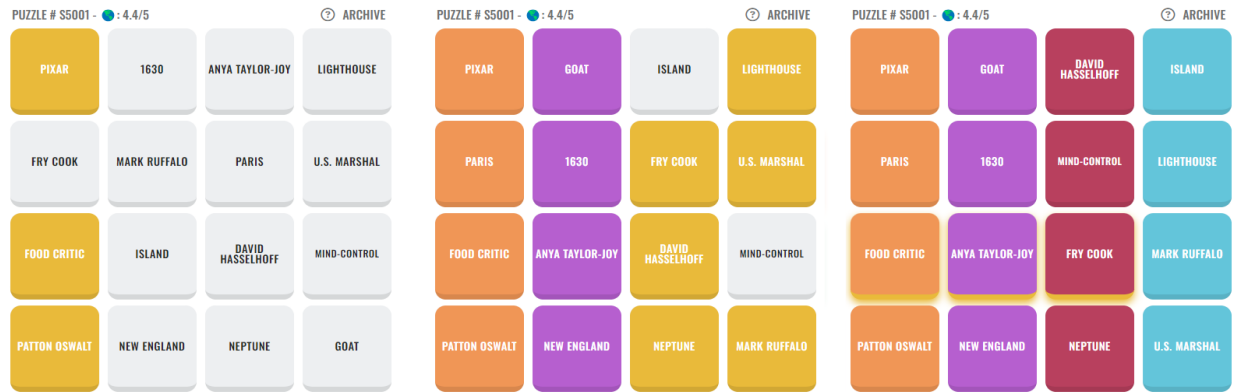 PUZZLE # S5001 - 🌎: 4.4/5 ? ARCHIVE
PIXAR 1630 ANYA TAYLOR-JOY LIGHTHOUSE
FRY COOK MARK RUFFALO PARIS U.S. MARSHAL
FOOD CRITIC ISLAND DAVID HASSELHOFF MIND-CONTROL
PATTON OSWALT NEW ENGLAND NEPTUNE GOAT
PUZZLE # S5001 - 🌎: 4.4/5 ? ARCHIVE
PIXAR GOAT ISLAND LIGHTHOUSE
PARIS 1630 FRY COOK U.S. MARSHAL
FOOD CRITIC ANYA TAYLOR-JOY DAVID HASSELHOFF MIND-CONTROL
PATTON OSWALT NEW ENGLAND NEPTUNE MARK RUFFALO
PUZZLE # S5001 - 🌎: 4.4/5 ? ARCHIVE
PIXAR GOAT DAVID HASSELHOFF ISLAND
PARIS 1630 MIND-CONTROL LIGHTHOUSE
FOOD CRITIC ANYA TAYLOR-JOY FRY COOK MARK RUFFALO
PATTON OSWALT NEW ENGLAND NEPTUNE U.S. MARSHAL